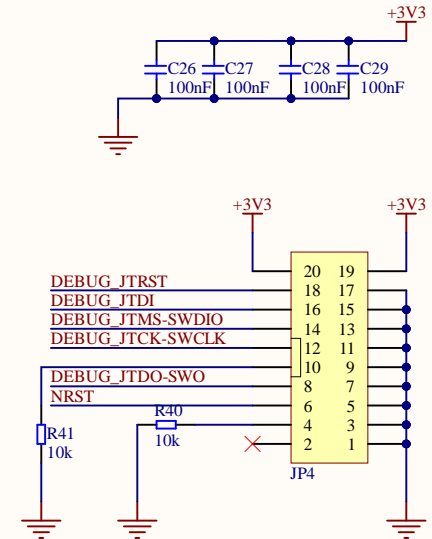 +3V3
C26 C27 C28 C29
100nF 100nF 100nF 100nF
+3V3 +3V3
20 19
DEBUG_JTRST 18 17
DEBUG_JTDI 16 15
DEBUG_JTMS-SWDIO 14 13
DEBUG_JTCK-SWCLK 12 11
10 9
DEBUG_JTDO-SWO 8 7
NRST 6 5
R40 4 3
R41 10k 2 1
10k
JP4